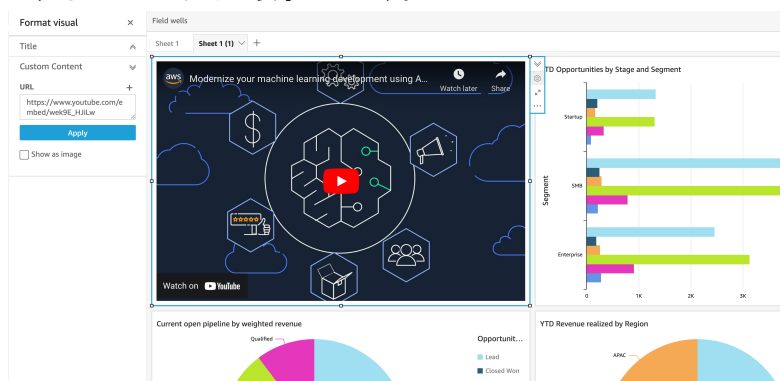 Format visual ×
Field wells
Title
Sheet 1 Sheet 1 (1) +
Custom Content
URL +
https://www.youtube.com/e
mbed/wek9E_HJiLw
Apply
Show as image
aws Modernize your machine learning development using A...
Watch later Share
Watch on YouTube
TD Opportunities by Stage and Segment
Startup
SMB
Enterprise
Segment
0 1K 2K 3K
Current open pipeline by weighted revenue
Qualified
Opportunit...
Lead
Closed Won
YTD Revenue realized by Region
APAC